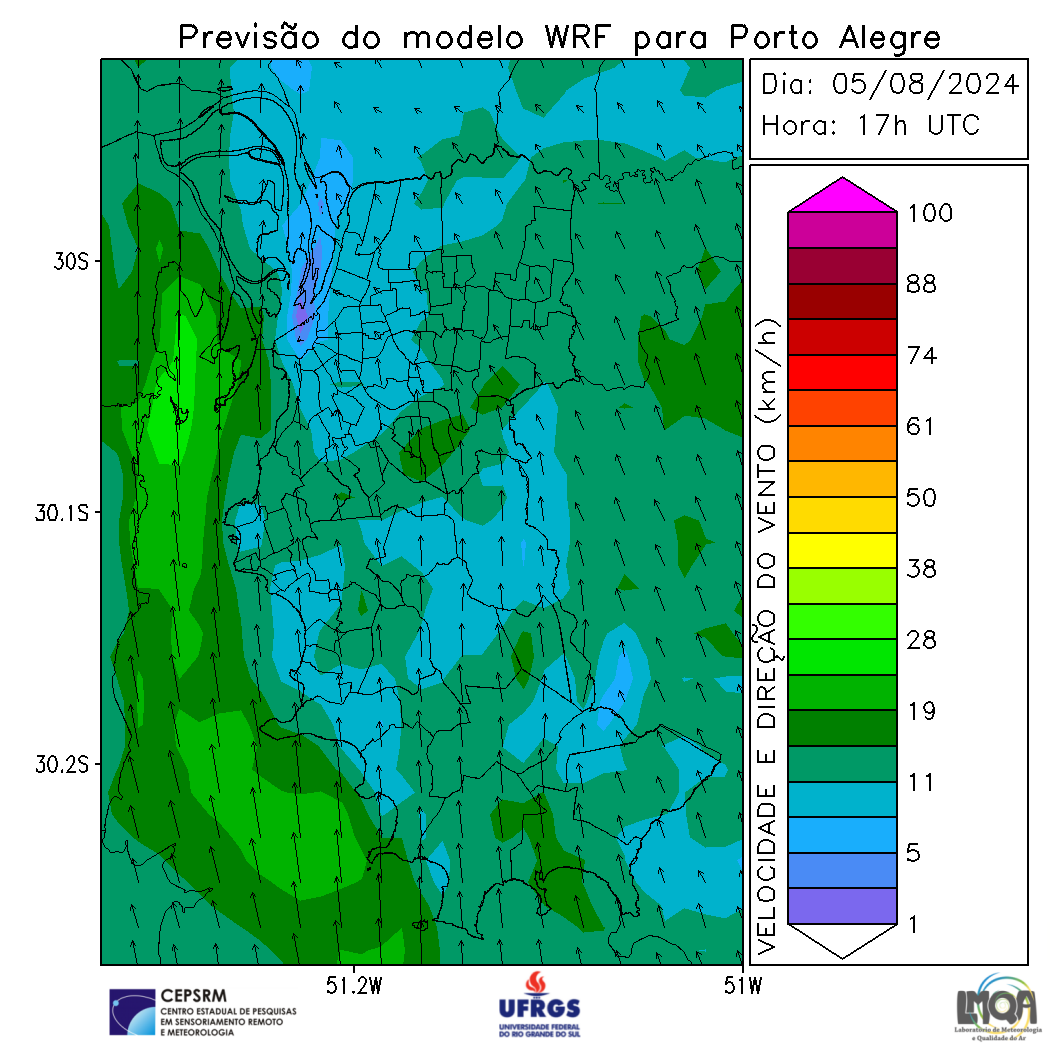 Previsão do modelo WRF para Porto Alegre
Dia: 05/08/2024
Hora: 17h UTC
30S
30.1S
30.2S
51.2W
51W
VELOCIDADE E DIREÇÃO DO VENTO (km/h)
100
88
74
61
50
38
28
19
11
5
1
CEPSRM
CENTRO ESTADUAL DE PESQUISAS
EM SENSORIAMENTO REMOTO
E METEOROLOGIA
UFRGS
UNIVERSIDADE FEDERAL
DO RIO GRANDE DO SUL
LMQA
Laboratório de Meteorologia
e Qualidade do Ar